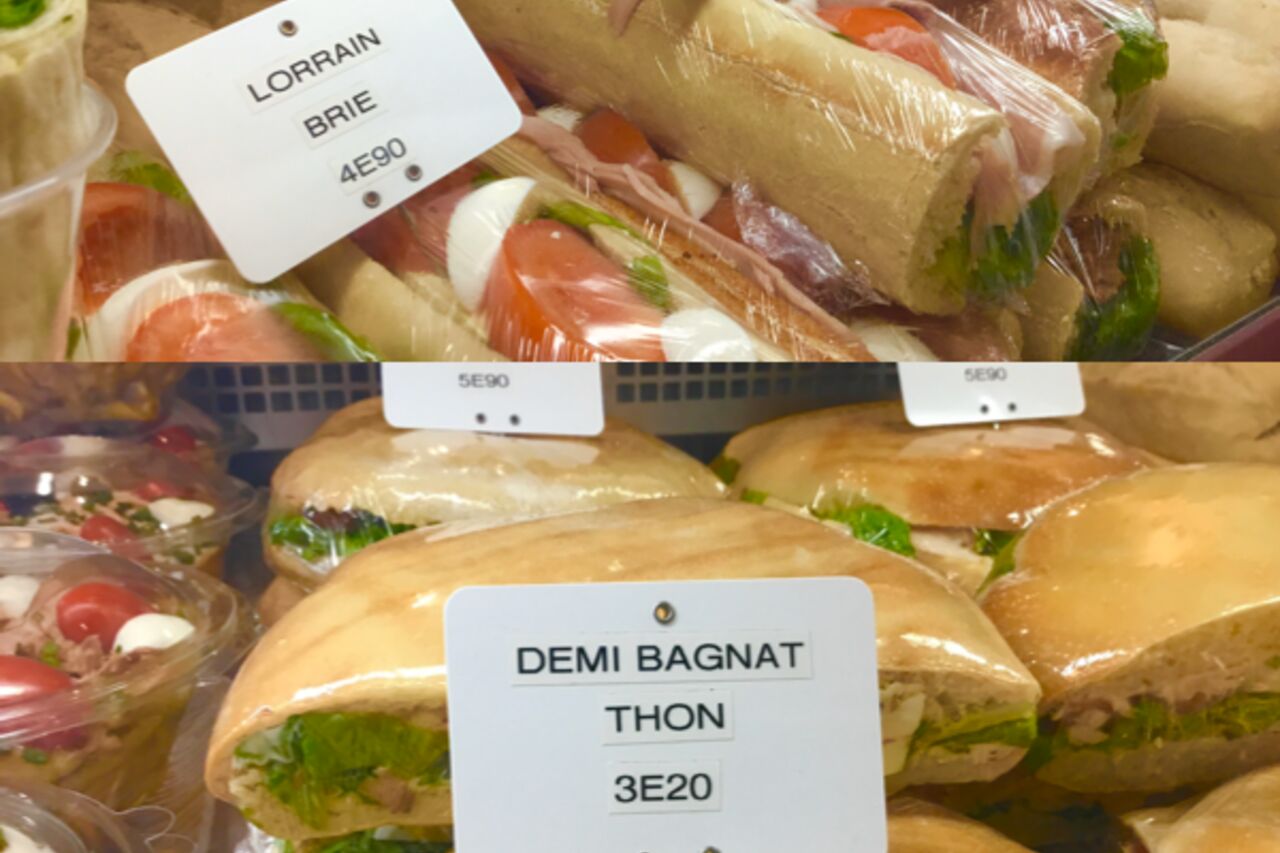 LORRAIN
BRIE
4E90
5E90
5E90
DEMI BAGNAT
THON
3E20